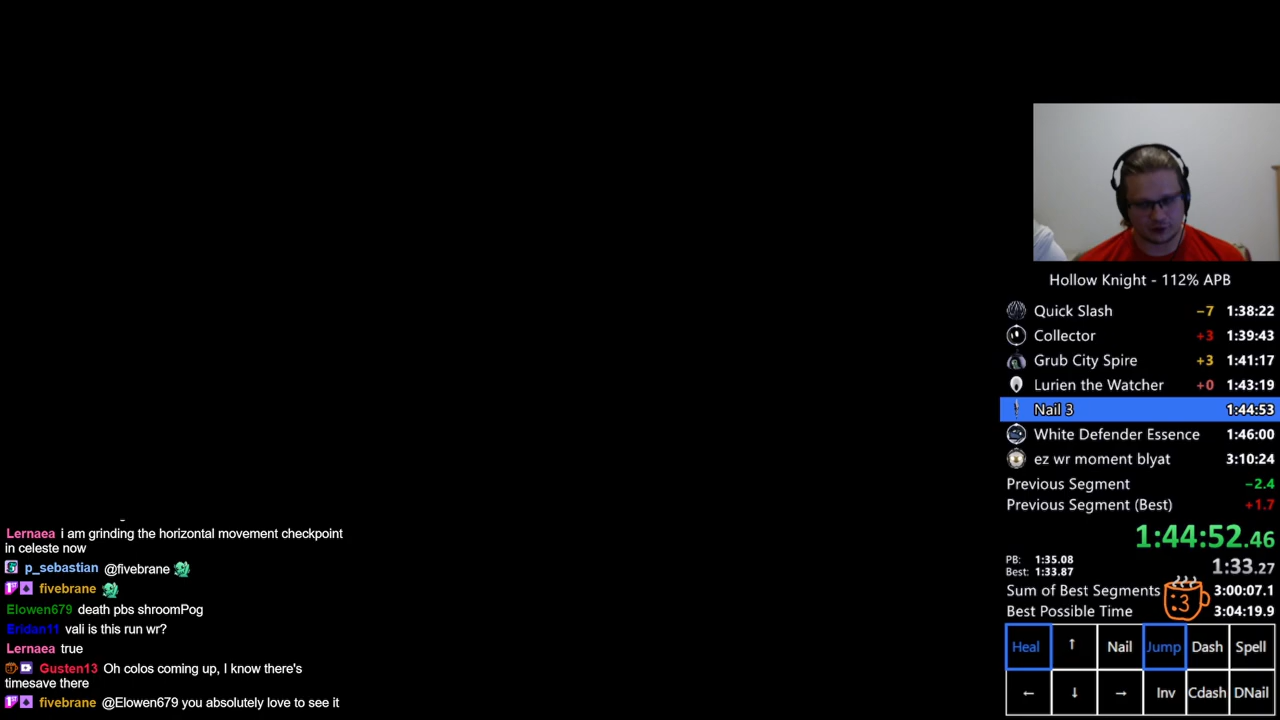 Hollow Knight - 112% APB
Quick Slash -7 1:38:22
Collector +3 1:39:43
Grub City Spire +3 1:41:17
Lurien the Watcher +0 1:43:19
Nail 3 1:44:53
White Defender Essence 1:46:00
ez wr moment blyat 3:10:24
Previous Segment -2.4
Previous Segment (Best) +1.7
1:44:52.46
PB: 1:35.08
Best: 1:33.87
1:33.27
Sum of Best Segments 3:00:07.1
Best Possible Time 3:04:19.9
:3
Heal ↑ Nail Jump Dash Spell
← ↓ → Inv Cdash DNail
Lernaea i am grinding the horizontal movement checkpoint
in celeste now
p_sebastian @fivebrane
fivebrane
Elowen679 death pbs shroomPog
Eridan11 vali is this run wr?
Lernaea true
Gusten13 Oh colos coming up, I know there's
timesave there
fivebrane @Elowen679 you absolutely love to see it